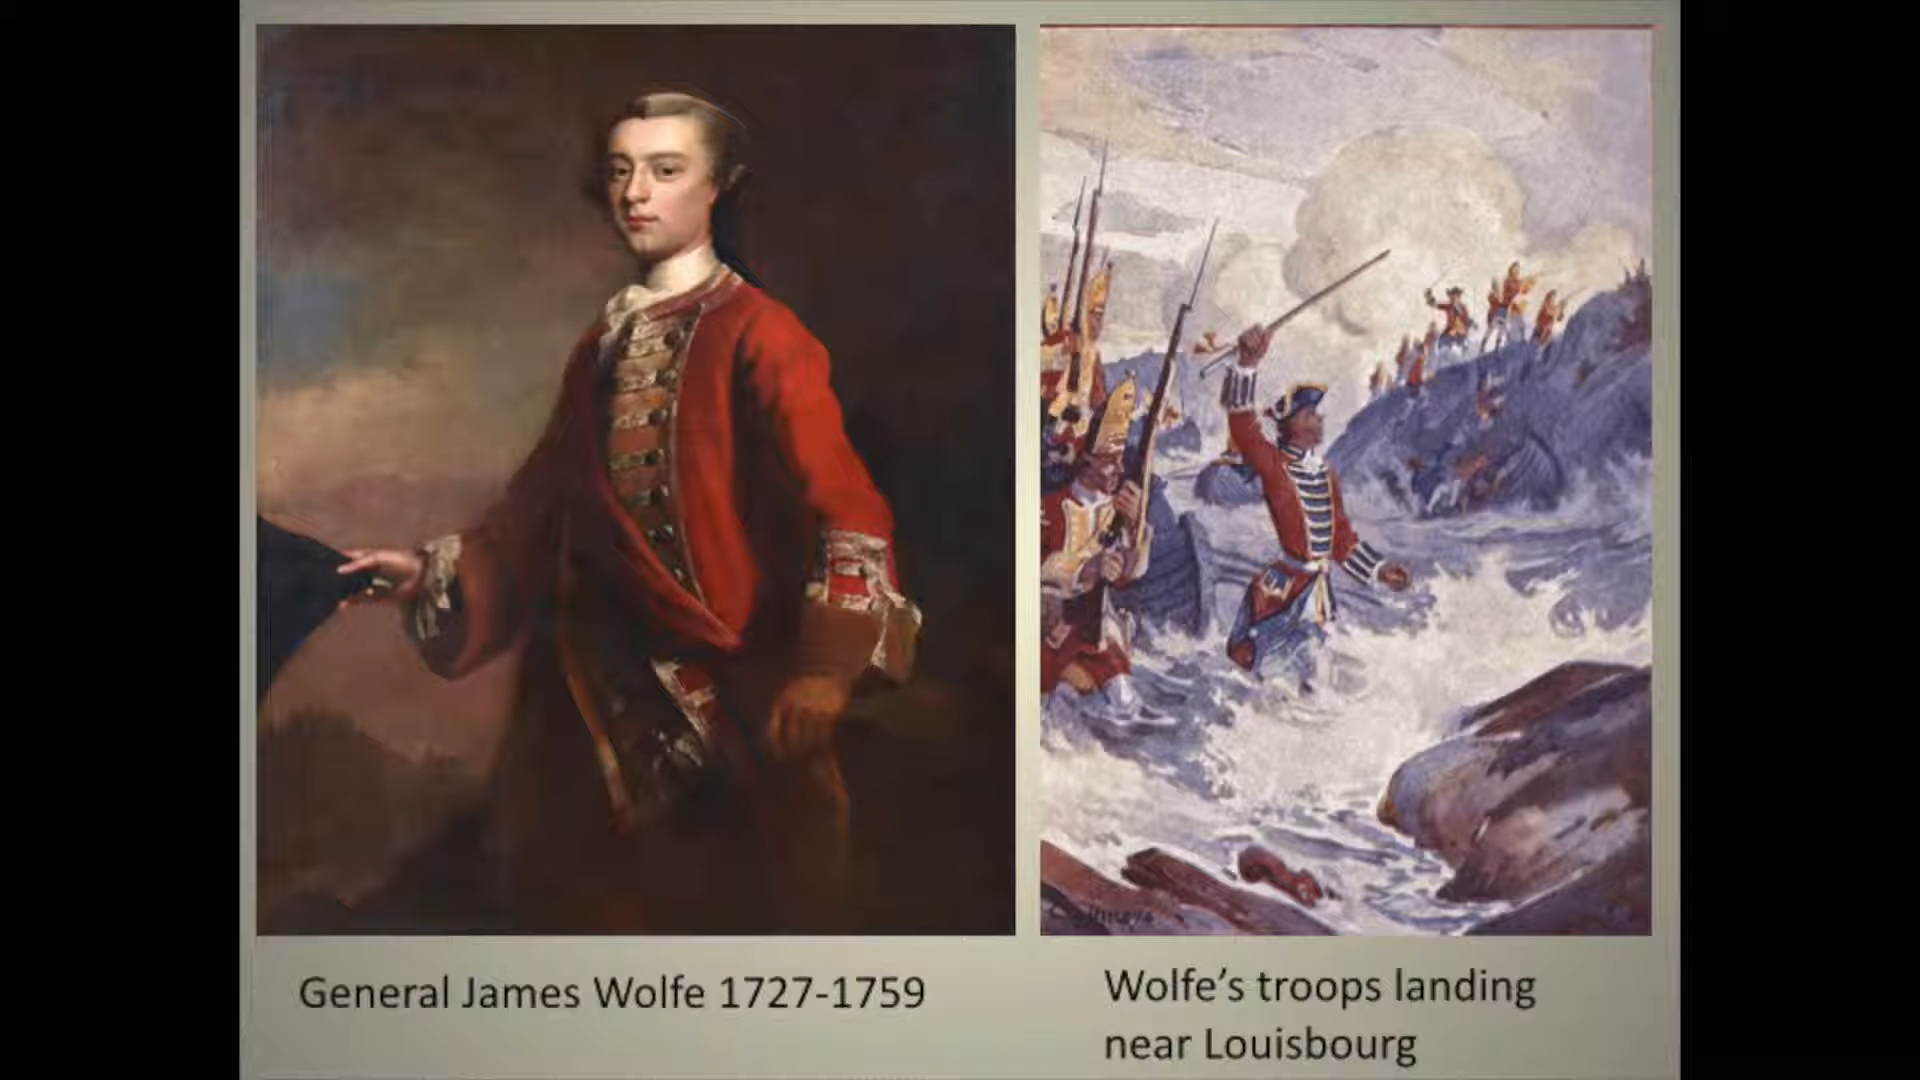 General James Wolfe 1727-1759
Wolfe's troops landing
near Louisbourg